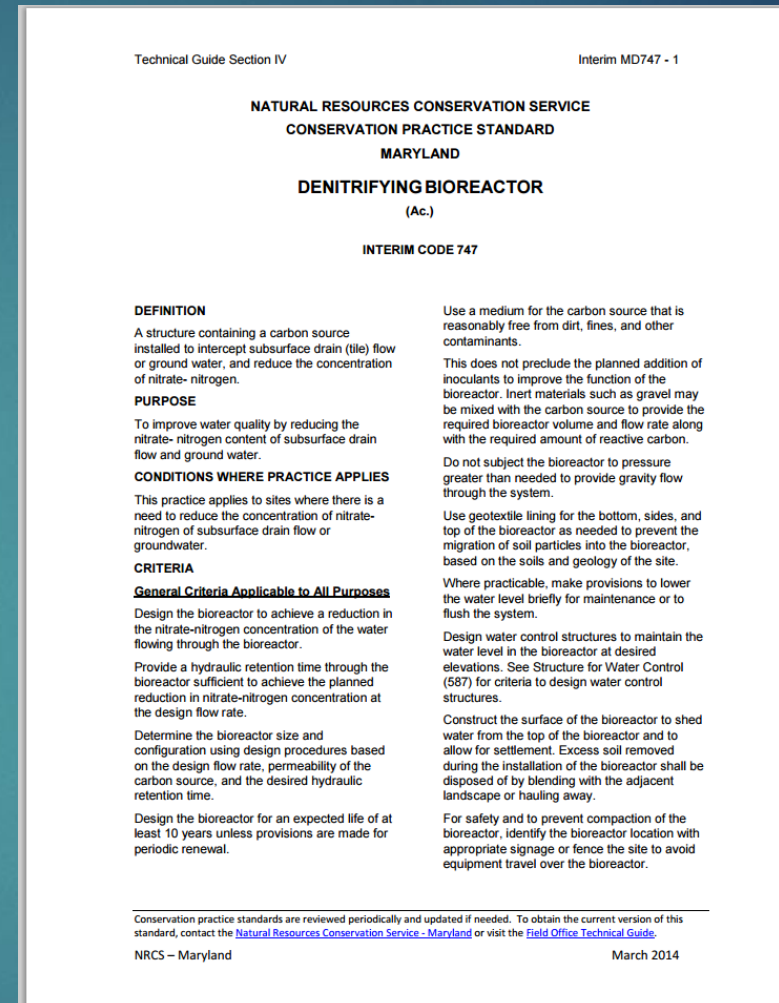 Technical Guide Section IV
Interim MD747 - 1
NATURAL RESOURCES CONSERVATION SERVICE
CONSERVATION PRACTICE STANDARD
MARYLAND
DENITRIFYING BIOREACTOR
(Ac.)
INTERIM CODE 747
DEFINITION
A structure containing a carbon source
installed to intercept subsurface drain (tile) flow
or ground water, and reduce the concentration
of nitrate- nitrogen.
PURPOSE
To improve water quality by reducing the
nitrate- nitrogen content of subsurface drain
flow and ground water.
CONDITIONS WHERE PRACTICE APPLIES
This practice applies to sites where there is a
need to reduce the concentration of nitrate-
nitrogen of subsurface drain flow or
groundwater.
CRITERIA
General Criteria Applicable to All Purposes
Design the bioreactor to achieve a reduction in
the nitrate-nitrogen concentration of the water
flowing through the bioreactor.
Provide a hydraulic retention time through the
bioreactor sufficient to achieve the planned
reduction in nitrate-nitrogen concentration at
the design flow rate.
Determine the bioreactor size and
configuration using design procedures based
on the design flow rate, permeability of the
carbon source, and the desired hydraulic
retention time.
Design the bioreactor for an expected life of at
least 10 years unless provisions are made for
periodic renewal.
Use a medium for the carbon source that is
reasonably free from dirt, fines, and other
contaminants.
This does not preclude the planned addition of
inoculants to improve the function of the
bioreactor. Inert materials such as gravel may
be mixed with the carbon source to provide the
required bioreactor volume and flow rate along
with the required amount of reactive carbon.
Do not subject the bioreactor to pressure
greater than needed to provide gravity flow
through the system.
Use geotextile lining for the bottom, sides, and
top of the bioreactor as needed to prevent the
migration of soil particles into the bioreactor,
based on the soils and geology of the site.
Where practicable, make provisions to lower
the water level briefly for maintenance or to
flush the system.
Design water control structures to maintain the
water level in the bioreactor at desired
elevations. See Structure for Water Control
(587) for criteria to design water control
structures.
Construct the surface of the bioreactor to shed
water from the top of the bioreactor and to
allow for settlement. Excess soil removed
during the installation of the bioreactor shall be
disposed of by blending with the adjacent
landscape or hauling away.
For safety and to prevent compaction of the
bioreactor, identify the bioreactor location with
appropriate signage or fence the site to avoid
equipment travel over the bioreactor.
Conservation practice standards are reviewed periodically and updated if needed. To obtain the current version of this
standard, contact the Natural Resources Conservation Service - Maryland or visit the Field Office Technical Guide.
NRCS – Maryland
March 2014